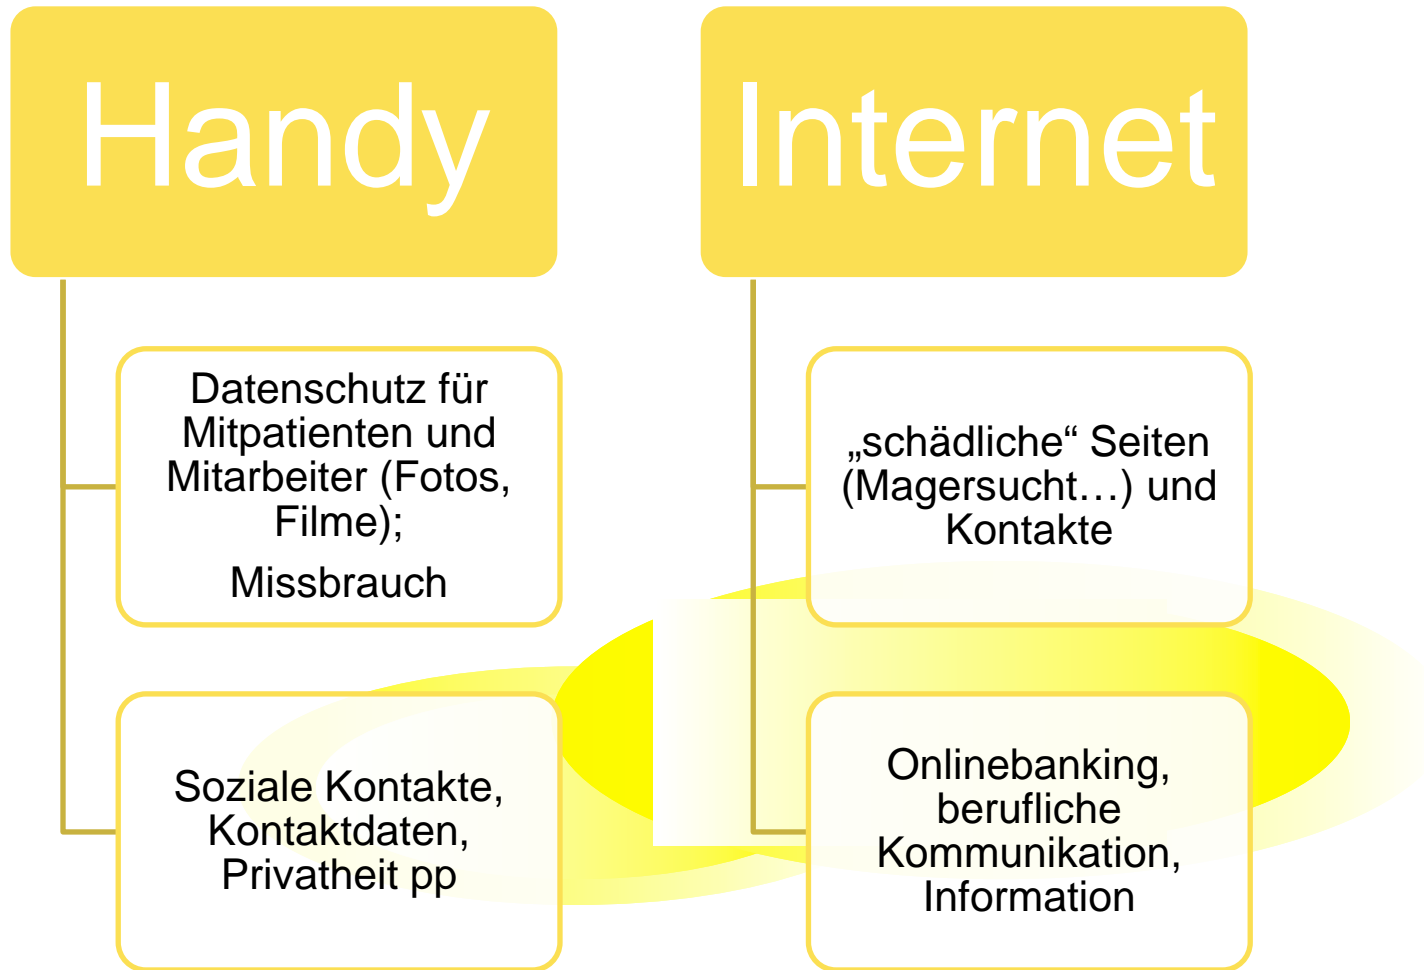 Handy
Datenschutz für
Mitpatienten und
Mitarbeiter (Fotos,
Filme);
Missbrauch
Soziale Kontakte,
Kontaktdaten,
Privatheit pp
Internet
„schädliche“ Seiten
(Magersucht…) und
Kontakte
Onlinebanking,
berufliche
Kommunikation,
Information